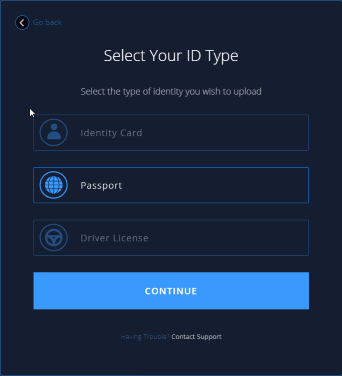 Go back
Select Your ID Type
Select the type of identity you wish to upload
Identity Card
Passport
Driver License
CONTINUE
Having Trouble? Contact Support